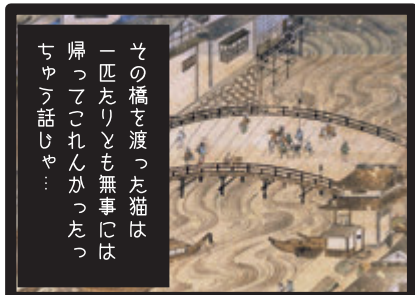 その橋を渡った猫は
一匹たりとも無事には
帰ってこれんかったっ
ちゅう話じゃ…